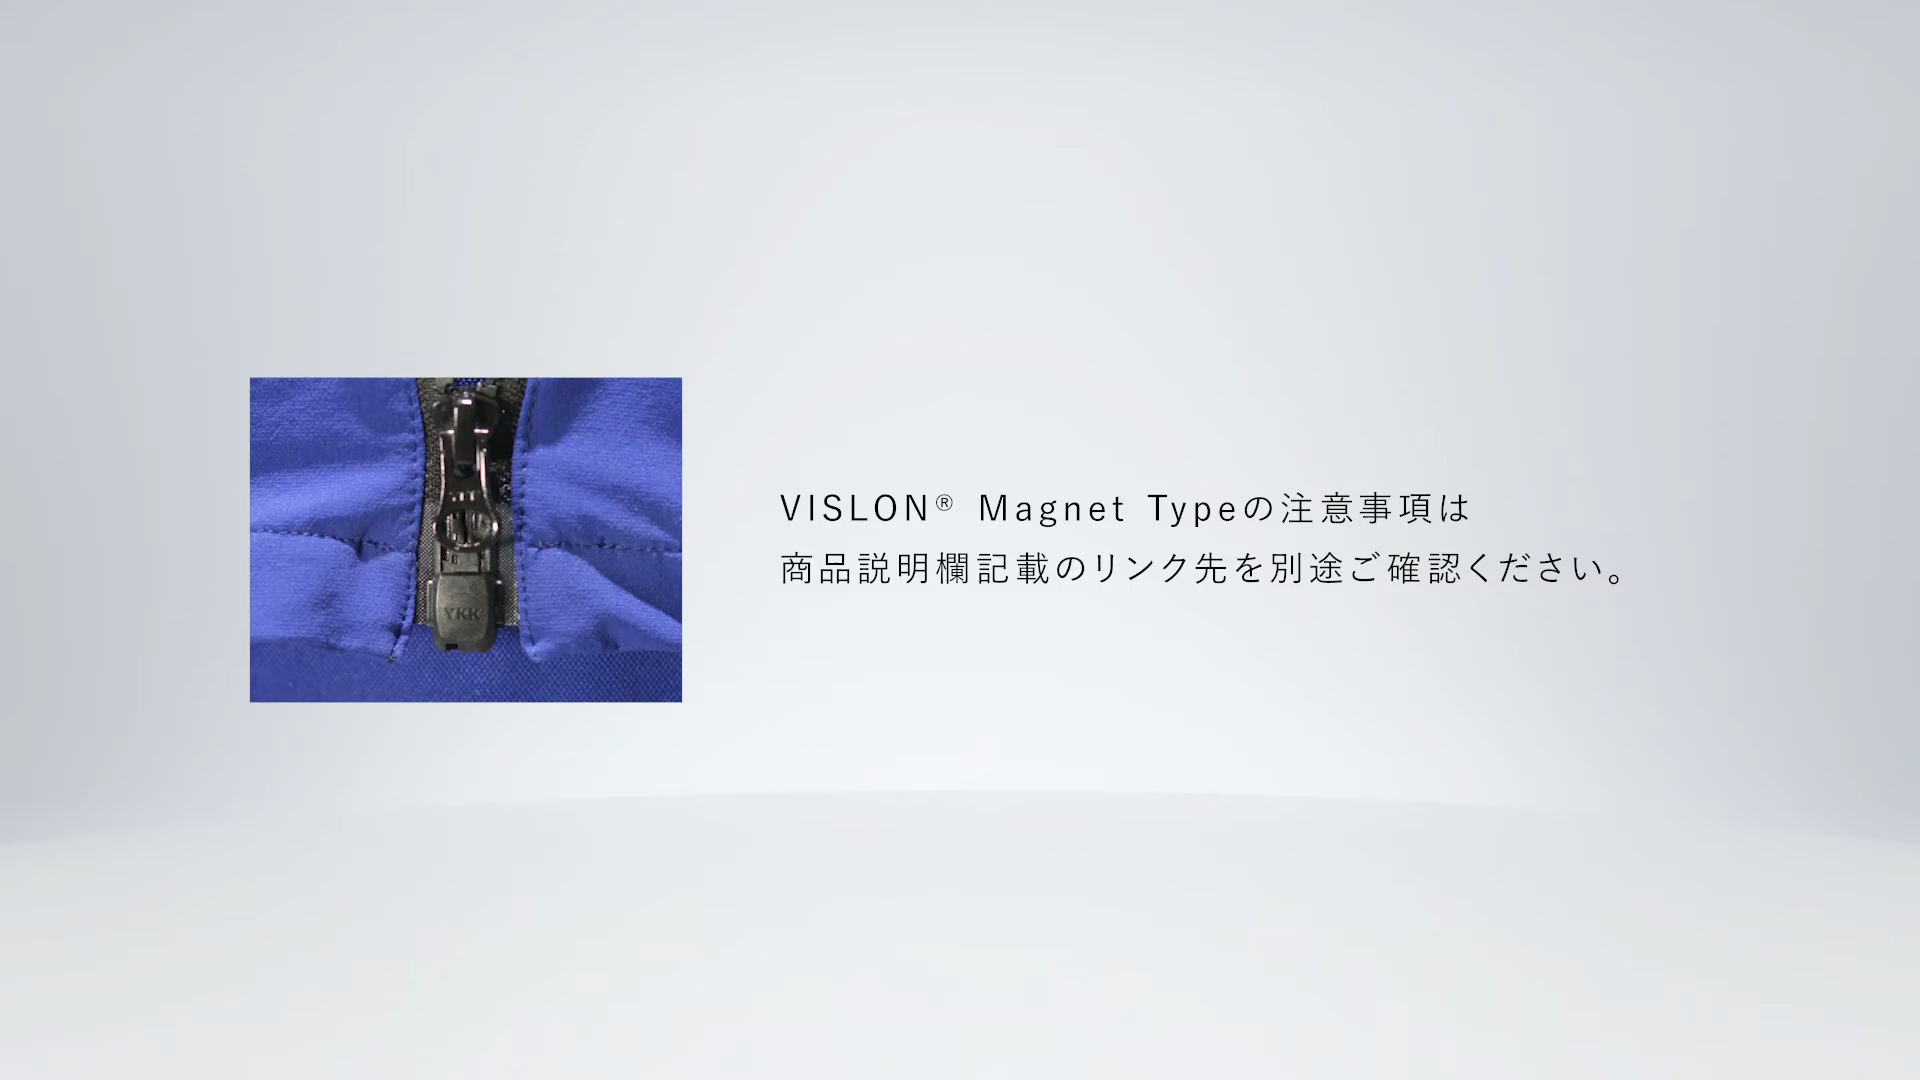 VISLON® Magnet Typeの注意事項は
商品説明欄記載のリンク先を別途ご確認ください。
YKK